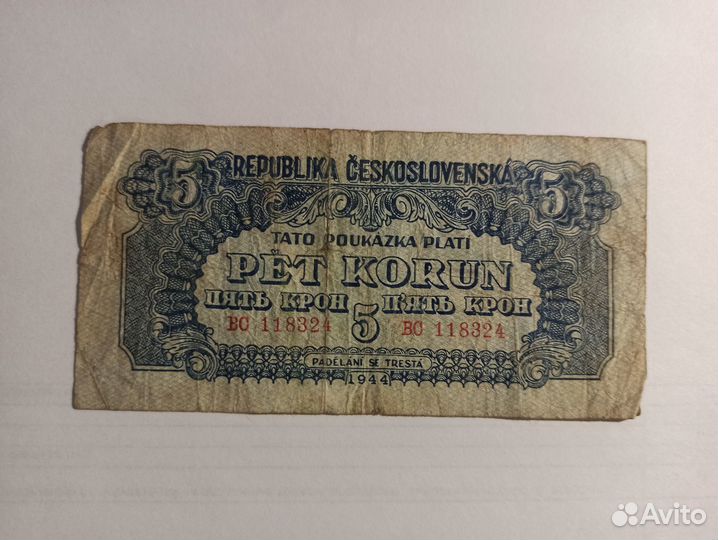 5 REPUBLIKA ČESKOSLOVENSKÁ 5
TATO POUKÁZKA PLATÍ
PĚT KORUN
ПЯТЬ КРОН 5 П'ЯТЬ КРОН
BC 118324 BC 118324
PADĚLÁNÍ SE TRESTÁ
1944
Avito